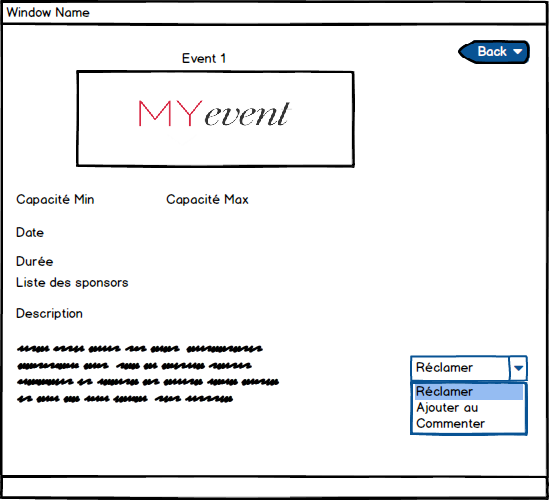 Window Name
Back
Event 1
MYevent
Capacité Min
Capacité Max
Date
Durée
Liste des sponsors
Description
Réclamer
Réclamer
Ajouter au
Commenter